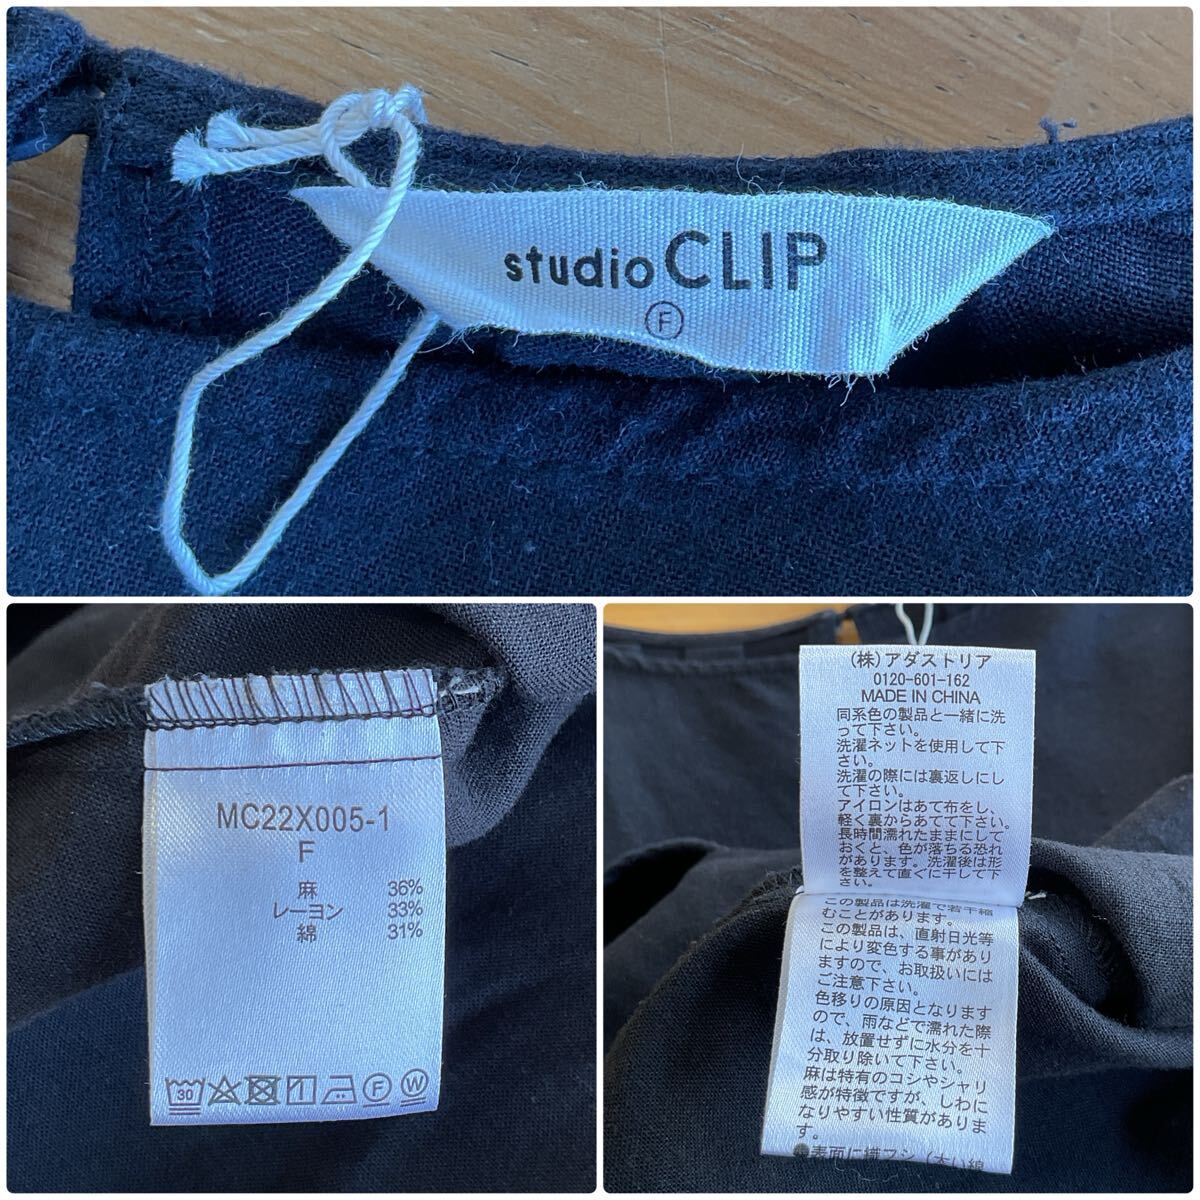 studio CLIP
F
MC22X005-1
F
麻 36%
レーヨン 33%
綿 31%
30
F W
(株)アダストリア
0120-601-162
MADE IN CHINA
同系色の製品と一緒に洗
って下さい。
洗濯ネットを使用して下
さい。
洗濯の際には裏返しにし
て下さい。
アイロンはあて布をし、
軽く裏からあてて下さい。
長時間濡れたままにして
おくと、色が落ちる恐れ
があります。洗濯後は形
を整えて直ぐに干して下
さい。
この製品は洗濯で若干縮
むことがあります。
この製品は、直射日光等
により変色する事があり
ますので、お取扱いには
ご注意下さい。
色移りの原因となります
ので、雨などで濡れた際
は、放置せずに水分を十
分取り除いて下さい。
麻は特有のコシやシャリ
感が特徴ですが、しわに
なりやすい性質がありま
す。
●表面に織フシ(太い線